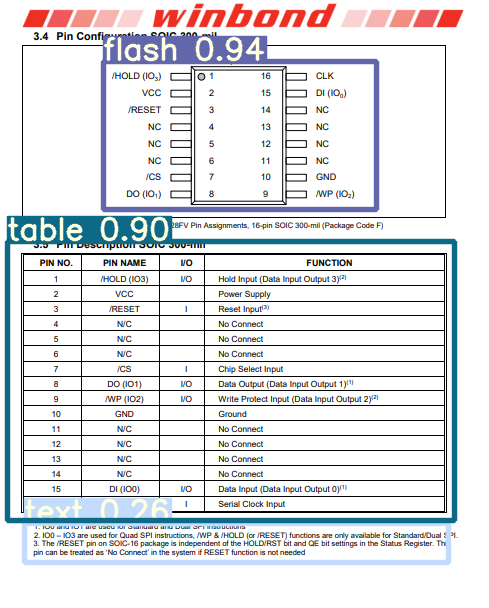 winbond
3.4 Pin Configuration SOIC 300-mil
flash 0.94
/HOLD (IO3) 1 16 CLK
VCC 2 15 DI (IO0)
/RESET 3 14 NC
NC 4 13 NC
NC 5 12 NC
NC 6 11 NC
/CS 7 10 GND
DO (IO1) 8 9 /WP (IO2)
28FV Pin Assignments, 16-pin SOIC 300-mil (Package Code F)
table 0.90
3.5 Pin Description SOIC 300-mil
PIN NO. PIN NAME I/O FUNCTION
1 /HOLD (IO3) I/O Hold Input (Data Input Output 3)(2)
2 VCC Power Supply
3 /RESET I Reset Input(3)
4 N/C No Connect
5 N/C No Connect
6 N/C No Connect
7 /CS I Chip Select Input
8 DO (IO1) I/O Data Output (Data Input Output 1)(1)
9 /WP (IO2) I/O Write Protect Input (Data Input Output 2)(2)
10 GND Ground
11 N/C No Connect
12 N/C No Connect
13 N/C No Connect
14 N/C No Connect
15 DI (IO0) I/O Data Input (Data Input Output 0)(1)
I Serial Clock Input
text 0.26
1. IO0 and IO1 are used for Standard and Dual SPI instructions
2. IO0 – IO3 are used for Quad SPI instructions, /WP & /HOLD (or /RESET) functions are only available for Standard/Dual SPI.
3. The /RESET pin on SOIC-16 package is independent of the HOLD/RST bit and QE bit settings in the Status Register. Th
pin can be treated as 'No Connect' in the system if RESET function is not needed